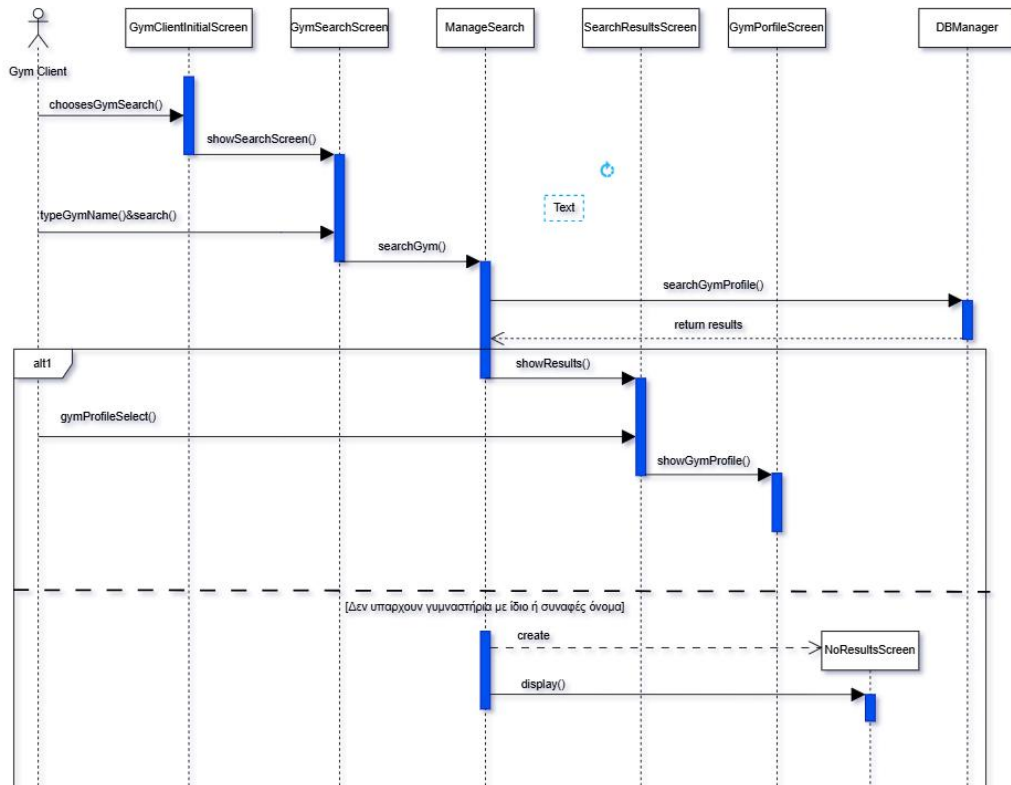 GymClientInitialScreen
GymSearchScreen
ManageSearch
SearchResultsScreen
GymPorfileScreen
DBManager
Gym Client
choosesGymSearch()
showSearchScreen()
Text
typeGymName()&search()
searchGym()
searchGymProfile()
return results
alt1
showResults()
gymProfileSelect()
showGymProfile()
[Δεν υπαρχουν γυμναστήρια με ίδιο ή συναφές όνομα]
create
NoResultsScreen
display()